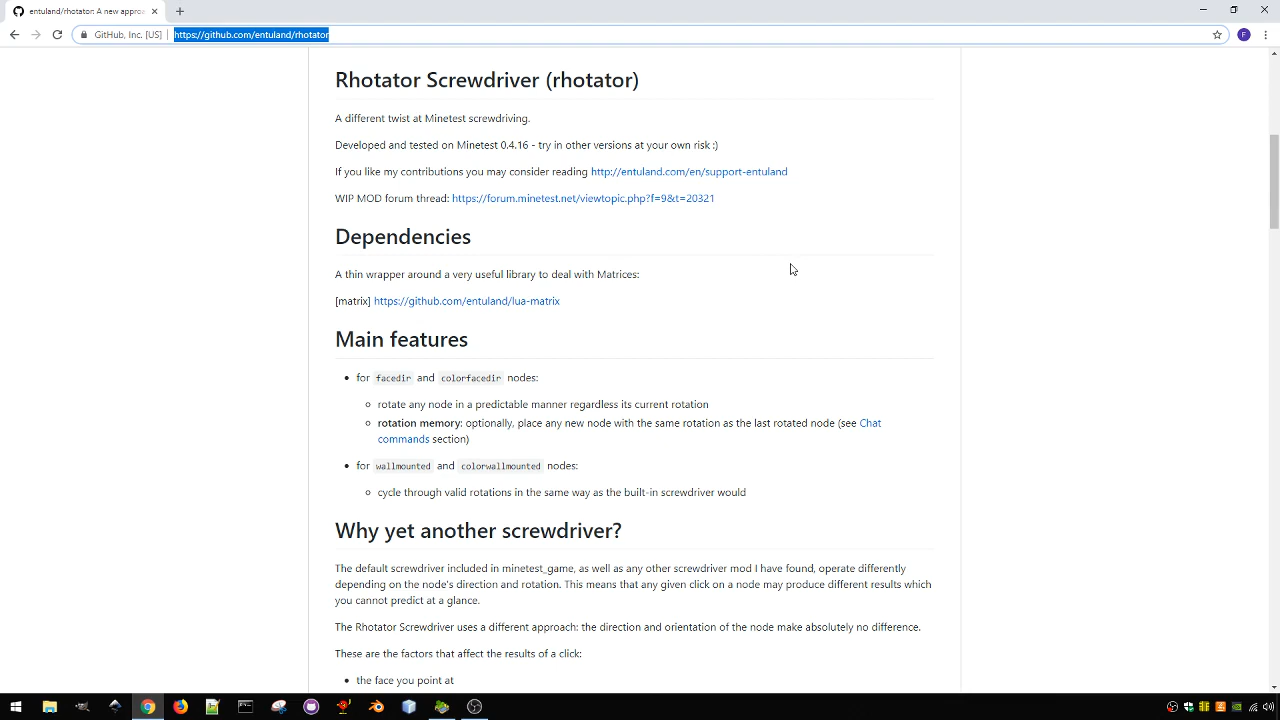 entuland/rhotator: A new appro
GitHub, Inc. [US]
https://github.com/entuland/rhotator
F
Rhotator Screwdriver (rhotator)
A different twist at Minetest screwdriving.
Developed and tested on Minetest 0.4.16 - try in other versions at your own risk :)
If you like my contributions you may consider reading http://entuland.com/en/support-entuland
WIP MOD forum thread: https://forum.minetest.net/viewtopic.php?f=9&t=20321
Dependencies
A thin wrapper around a very useful library to deal with Matrices:
[matrix] https://github.com/entuland/lua-matrix
Main features
• for facedir and colorfacedir nodes:
rotate any node in a predictable manner regardless its current rotation
rotation memory: optionally, place any new node with the same rotation as the last rotated node (see Chat
commands section)
• for wallmounted and colorwallmounted nodes:
cycle through valid rotations in the same way as the built-in screwdriver would
Why yet another screwdriver?
The default screwdriver included in minetest_game, as well as any other screwdriver mod I have found, operate differently
depending on the node's direction and rotation. This means that any given click on a node may produce different results which
you cannot predict at a glance.
The Rhotator Screwdriver uses a different approach: the direction and orientation of the node make absolutely no difference.
These are the factors that affect the results of a click:
• the face you point at